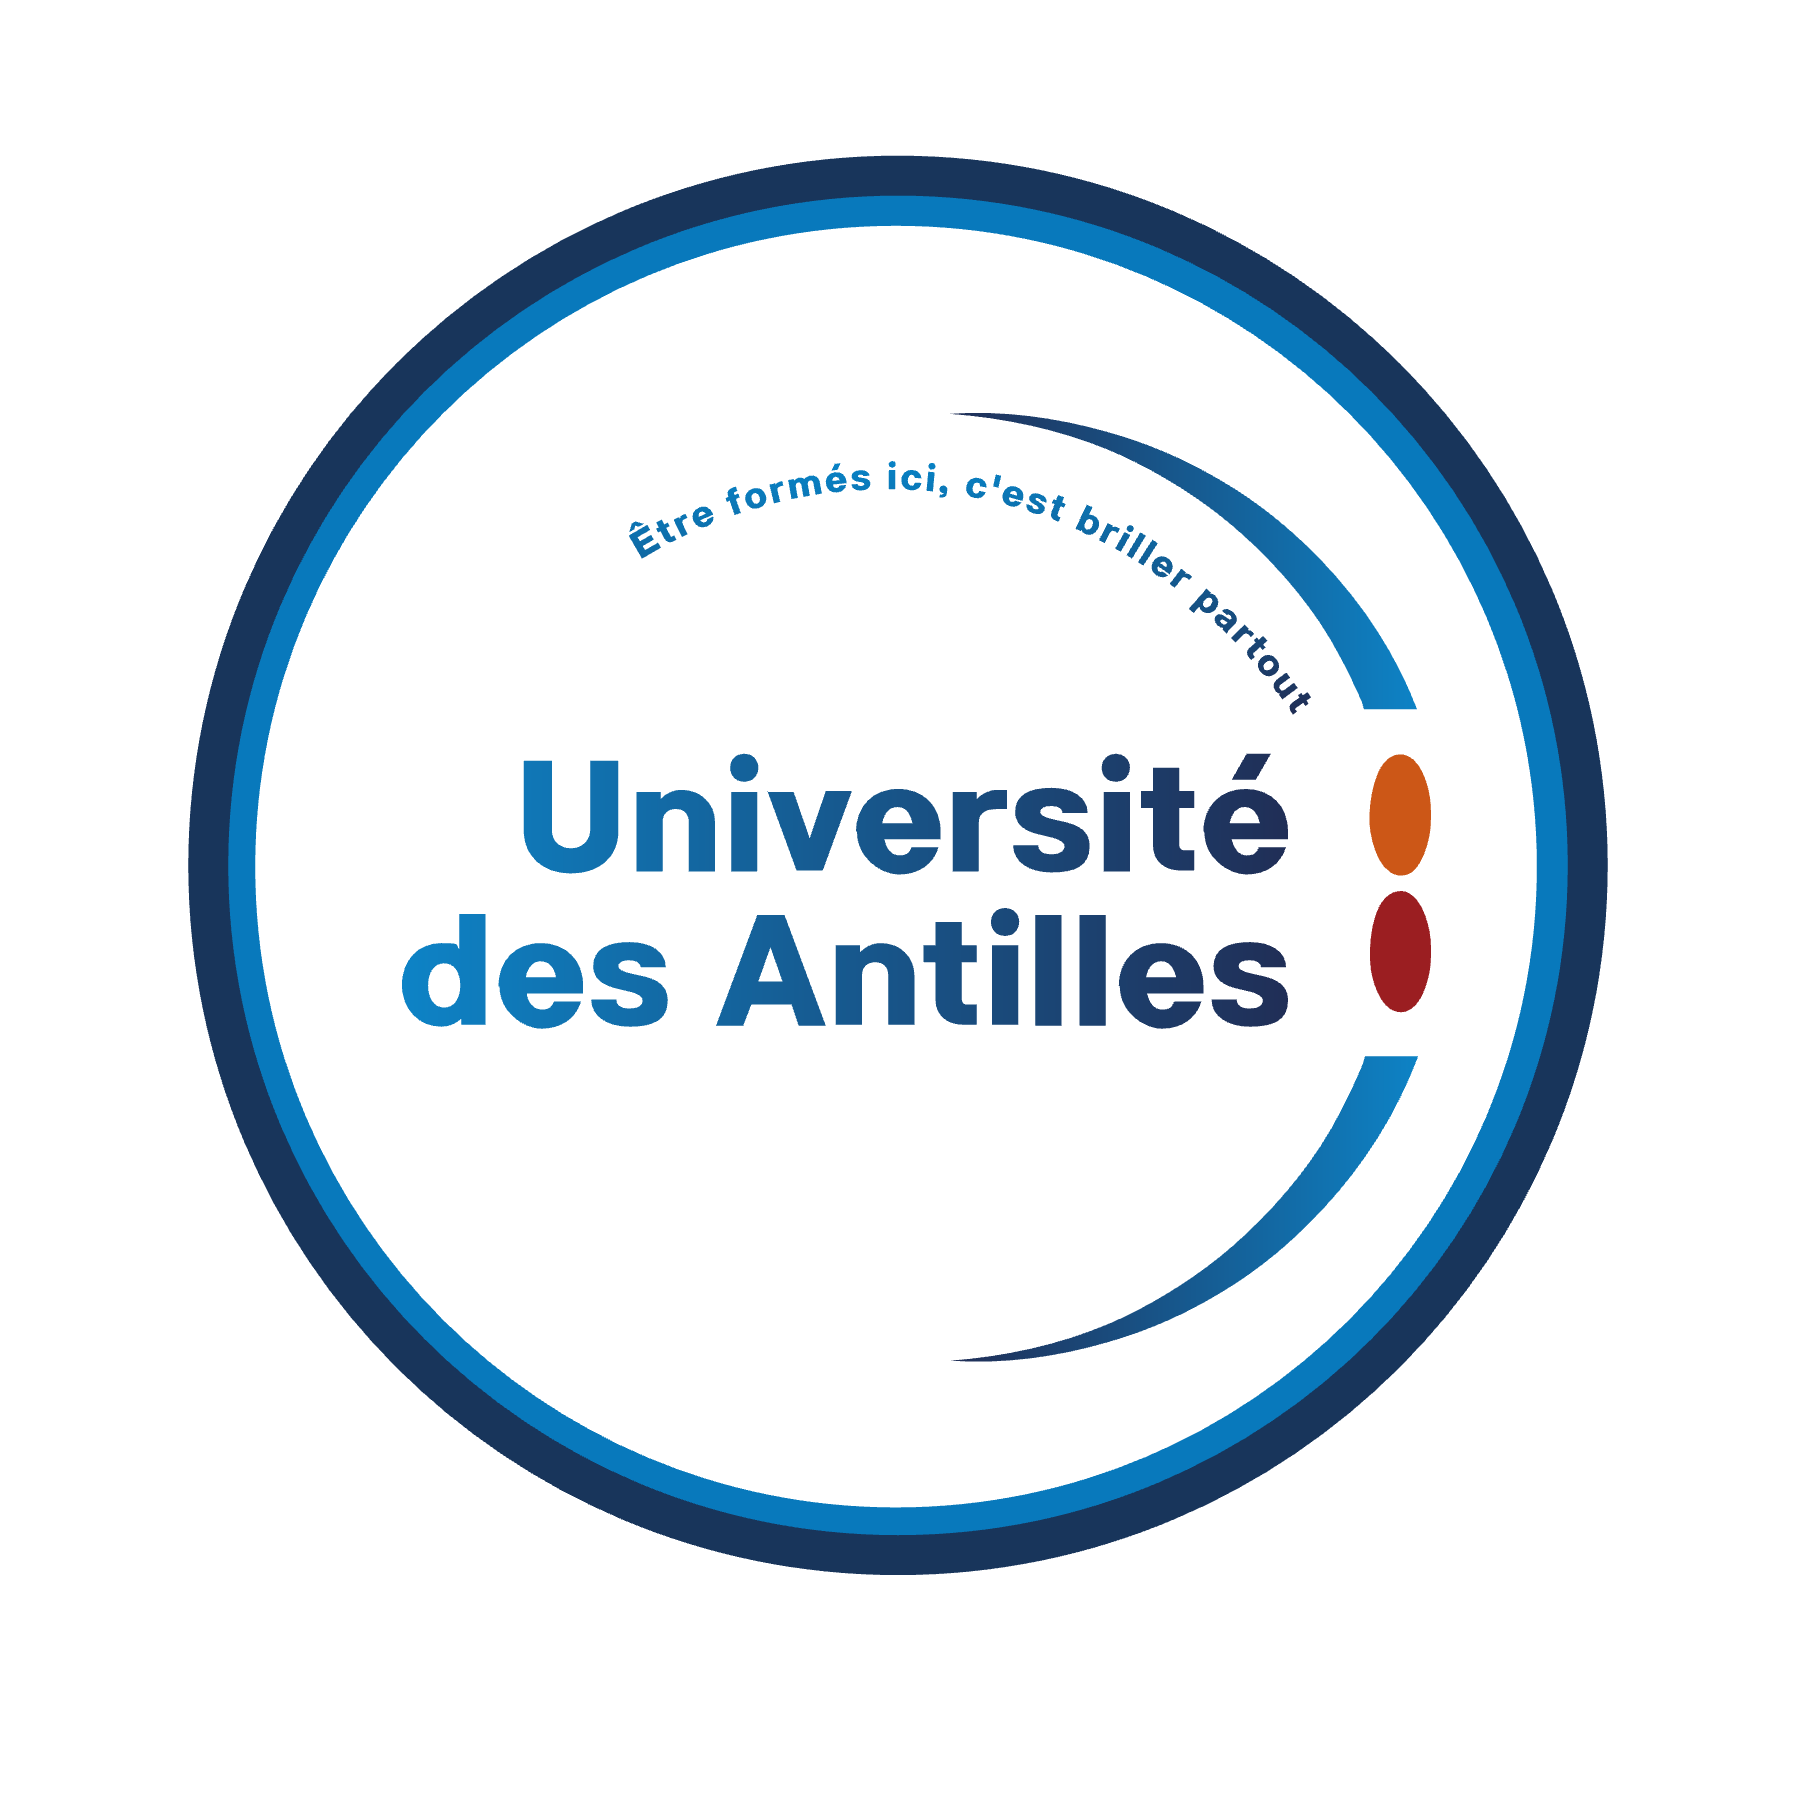 Être formés ici, c'est briller partout
Université
des Antilles